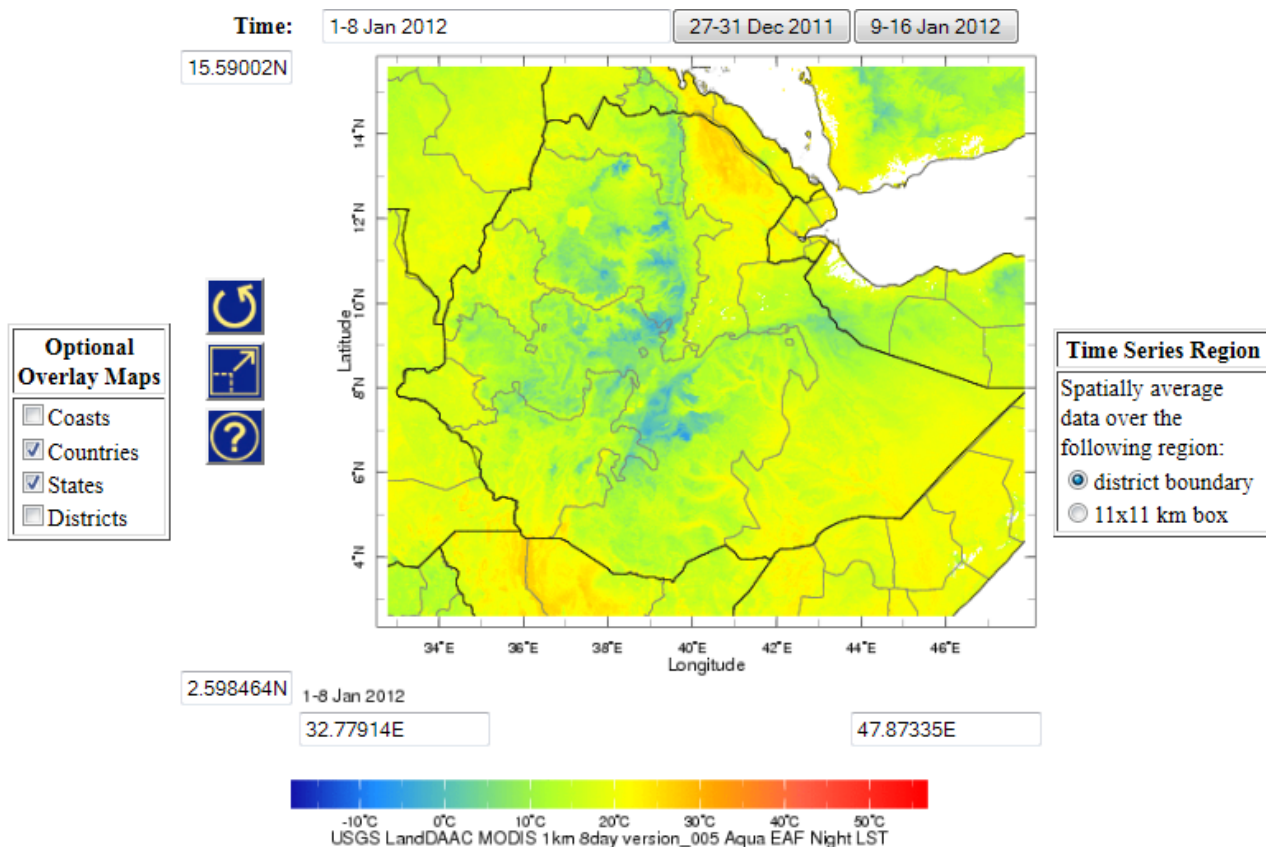 Time:
1-8 Jan 2012
27-31 Dec 2011
9-16 Jan 2012
15.59002N
14°N
12°N
10°N
8°N
6°N
4°N
Latitude
34°E
36°E
38°E
40°E
42°E
44°E
46°E
Longitude
Optional
Overlay Maps
Coasts
Countries
States
Districts
?
Time Series Region
Spatially average
data over the
following region:
district boundary
11x11 km box
2.598464N
1-8 Jan 2012
32.77914E
47.87335E
-10°C
0°C
10°C
20°C
30°C
40°C
50°C
USGS LandDAAC MODIS 1km 8day version_005 Aqua EAF Night LST